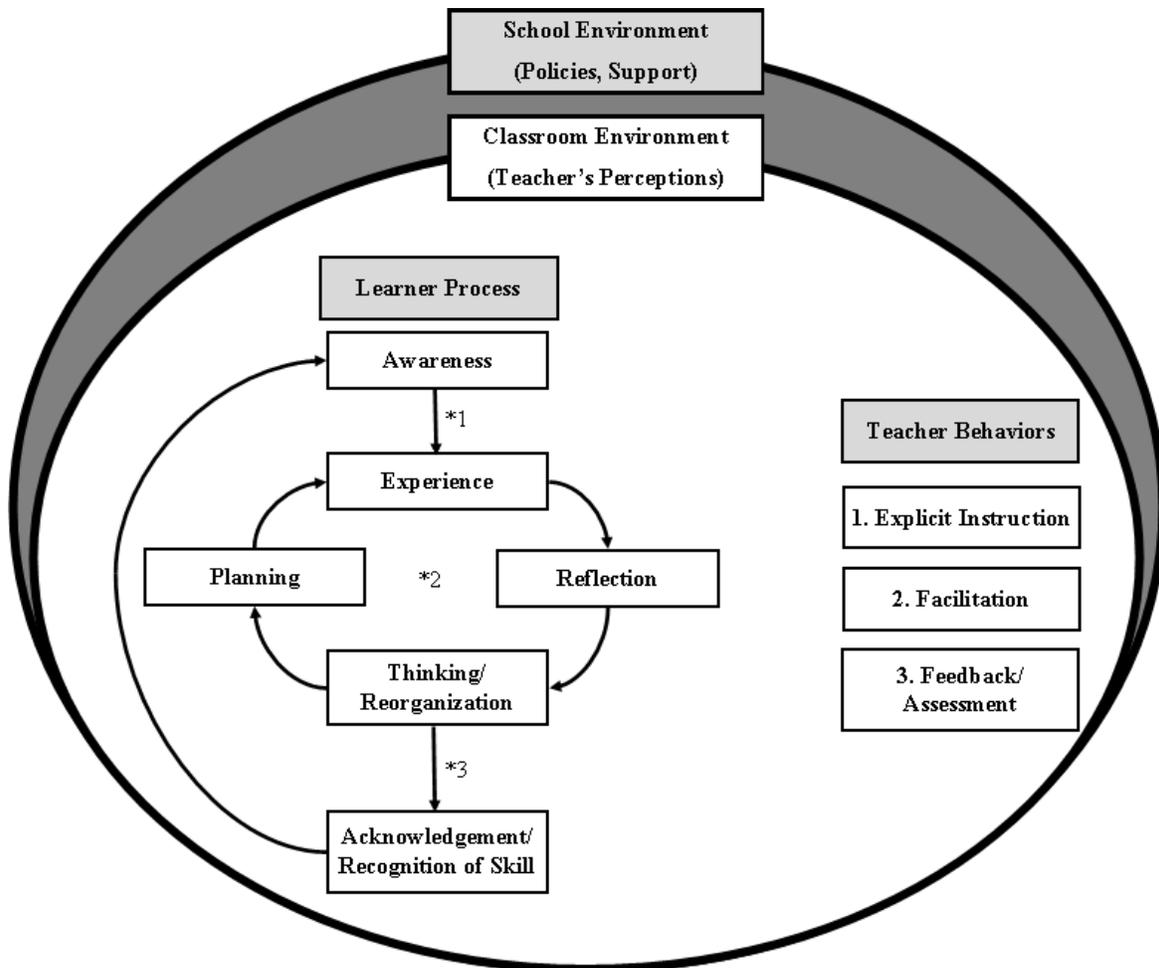 School Environment
(Policies, Support)
Classroom Environment
(Teacher’s Perceptions)
Learner Process
Awareness
*1
Experience
Planning
*2
Reflection
Thinking/
Reorganization
*3
Acknowledgement/
Recognition of Skill
Teacher Behaviors
1. Explicit Instruction
2. Facilitation
3. Feedback/
Assessment